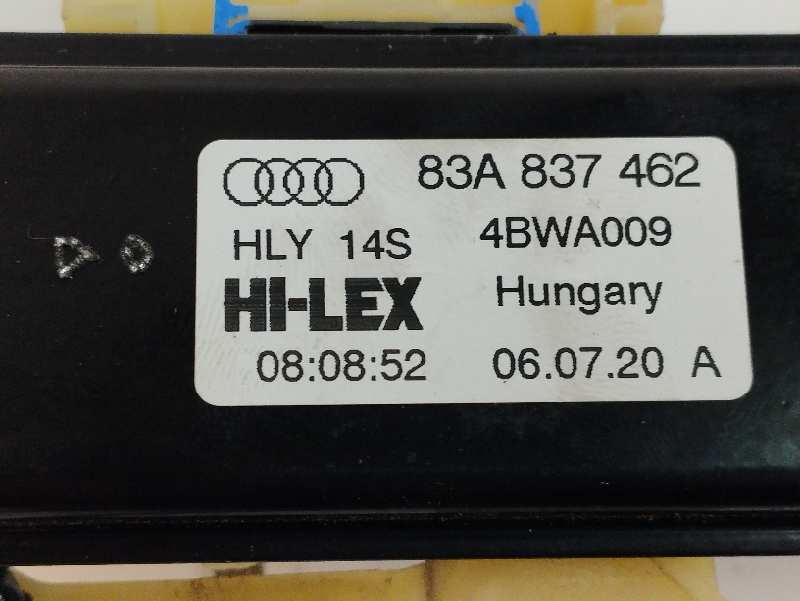 83A 837 462
HLY 14S 4BWA009
HI-LEX Hungary
08:08:52 06.07.20 A